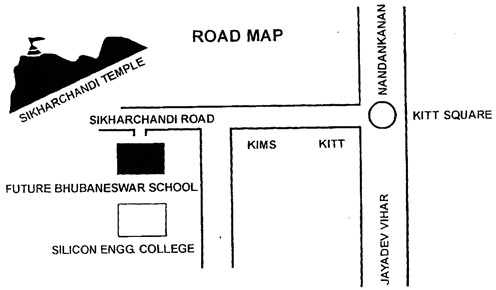 ROAD MAP
NANDANKANAN
SIKHARCHANDI TEMPLE
SIKHARCHANDI ROAD
KITT SQUARE
KIMS
KITT
FUTURE BHUBANESWAR SCHOOL
JAYADEV VIHAR
SILICON ENGG. COLLEGE